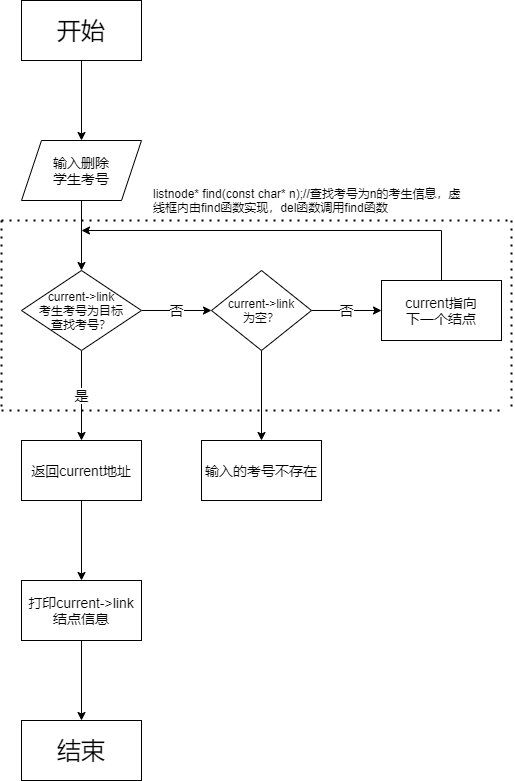 开始
输入删除
学生考号
listnode* find(const char* n);//查找考号为n的考生信息，虚
线框内由find函数实现，del函数调用find函数
current->link
考生考号为目标
查找考号?
否
current->link
为空?
否
current指向
下一个结点
是
返回current地址
输入的考号不存在
打印current->link
结点信息
结束